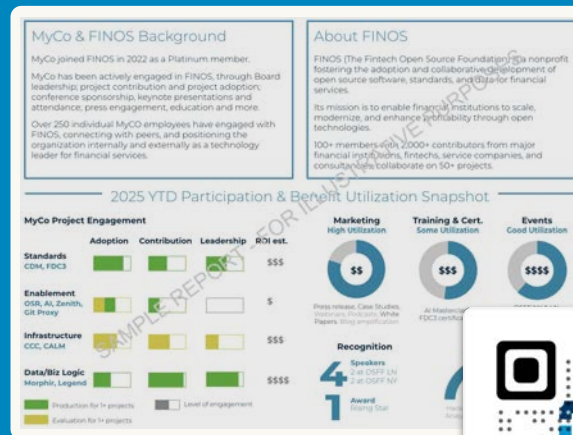 MyCo & FINOS Background
MyCo joined FINOS in 2022 as a Platinum member.
MyCo has been actively engaged in FINOS, through Board
leadership; project contribution and project adoption;
conference sponsorship, keynote presentations and
attendance, press engagement, education and more.
Over 250 individual MyCO employees have engaged with
FINOS, connecting with peers, and positioning the
organization internally and externally as a technology
leader for financial services.
About FINOS
FINOS (The Fintech Open Source Foundation) is a nonprofit
fostering the adoption and collaborative development of
open source software, standards, and data for financial
services.
Its mission is to enable financial institutions to scale,
modernize, and enhance profitability through open
technologies.
100+ members with 2,000+ contributors from major
financial institutions, fintechs, service companies, and
consultancies collaborate on 50+ projects.
SAMPLE REPORT - FOR ILLUSTRATIVE PURPOSES
2025 YTD Participation & Benefit Utilization Snapshot
MyCo Project Engagement
Adoption Contribution Leadership ROI est.
Standards
CDM, FDC3
$$$
Enablement
OSR, AI, Zenith,
Git Proxy
$
Infrastructure
CCC, CALM
$$$
Data/Biz Logic
Morphir, Legend
$$$$
Production for 1+ projects
Level of engagement
Evaluation for 1+ projects
Marketing
High Utilization
$$
Press release, Case Studies,
Webinars, Podcasts, White
Papers, Blog amplification
Training & Cert.
Some Utilization
$$$
AI Masterclass
FDC3 certific
Events
Good Utilization
$$$$
Recognition
4
Speakers
2 at OSFF LN
2 at OSFF NY
1
Award
Rising Star